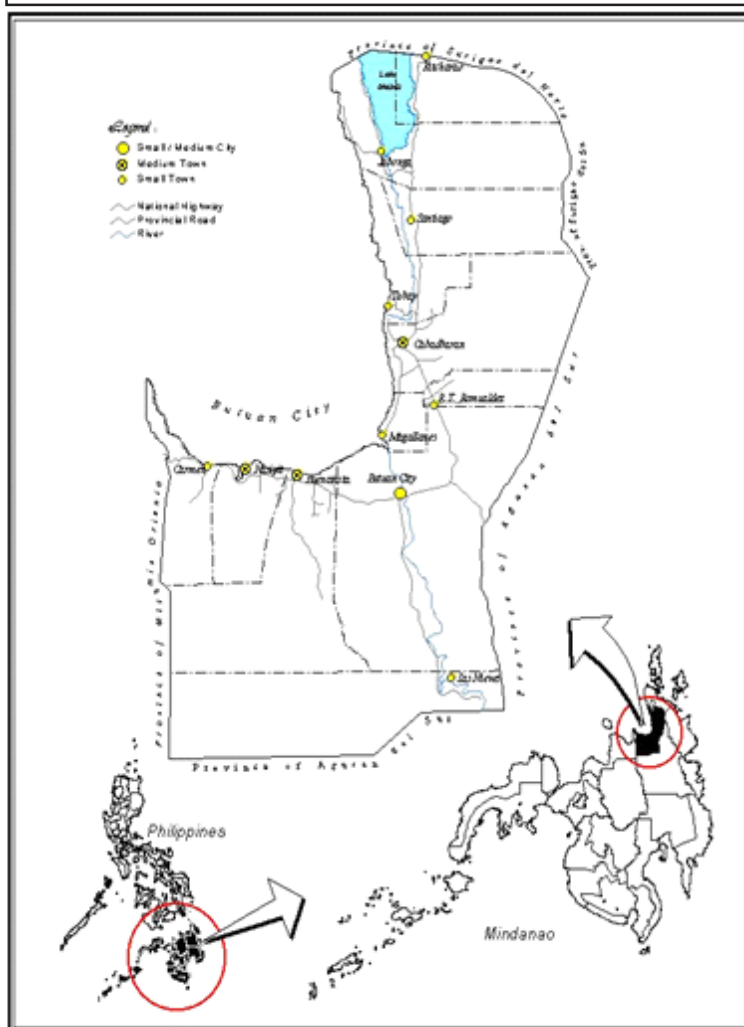 Province of Surigao del Norte
Lake
Kitcharao
Legend :
Small / Medium City
Medium Town
Small Town
Jabonga
National Highway
Provincial Road
River
Santiago
Province of Surigao del Sur
Tubay
Cabadbaran
R.T. Romualdez
Butuan City
Magallanes
Carmen
Nasipit
Buenavista
Butuan City
Province of Misamis Oriental
Province of Agusan del Sur
Las Nieves
Province of Agusan del Sur
Philippines
Mindanao